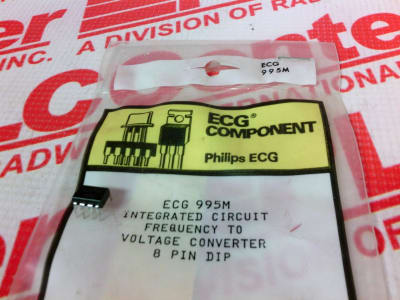 ECG
995M
ECG®
COMPONENT
Philips ECG
ECG 995M
INTEGRATED CIRCUIT
FREQUENCY TO
VOLTAGE CONVERTER
8 PIN DIP
A DIVISION OF RADW